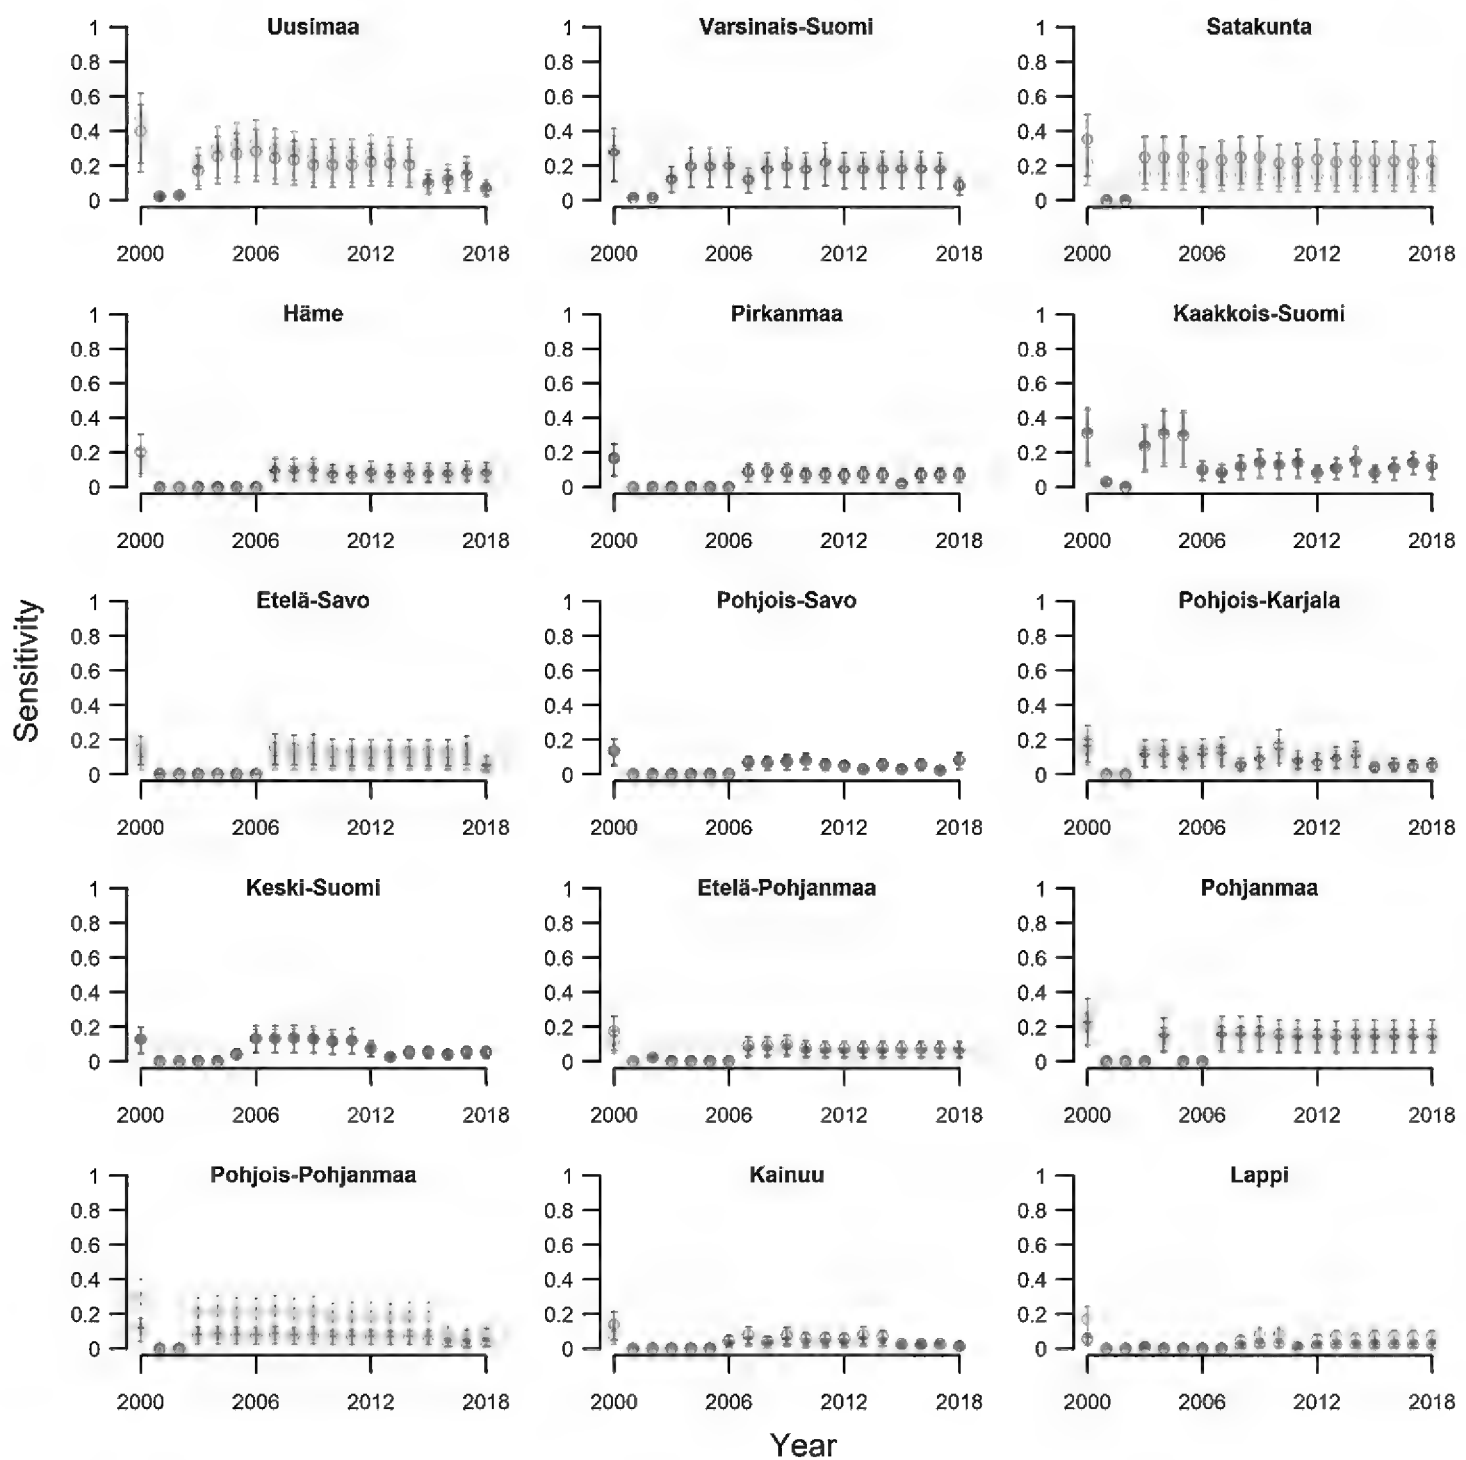 Uusimaa Varsinais-Suomi Satakunta
1 1 1
0.8 0.8 0.8
0.6 0.6 0.6
0.4 0.4 0.4
0.2 0.2 0.2
0 0 0
2000 2006 2012 2018 2000 2006 2012 2018 2000 2006 2012 2018
Häme Pirkanmaa Kaakkois-Suomi
1 1 1
0.8 0.8 0.8
0.6 0.6 0.6
0.4 0.4 0.4
0.2 0.2 0.2
0 0 0
2000 2006 2012 2018 2000 2006 2012 2018 2000 2006 2012 2018
Sensitivity
Etelä-Savo Pohjois-Savo Pohjois-Karjala
1 1 1
0.8 0.8 0.8
0.6 0.6 0.6
0.4 0.4 0.4
0.2 0.2 0.2
0 0 0
2000 2006 2012 2018 2000 2006 2012 2018 2000 2006 2012 2018
Keski-Suomi Etelä-Pohjanmaa Pohjanmaa
1 1 1
0.8 0.8 0.8
0.6 0.6 0.6
0.4 0.4 0.4
0.2 0.2 0.2
0 0 0
2000 2006 2012 2018 2000 2006 2012 2018 2000 2006 2012 2018
Pohjois-Pohjanmaa Kainuu Lappi
1 1 1
0.8 0.8 0.8
0.6 0.6 0.6
0.4 0.4 0.4
0.2 0.2 0.2
0 0 0
2000 2006 2012 2018 2000 2006 2012 2018 2000 2006 2012 2018
Year